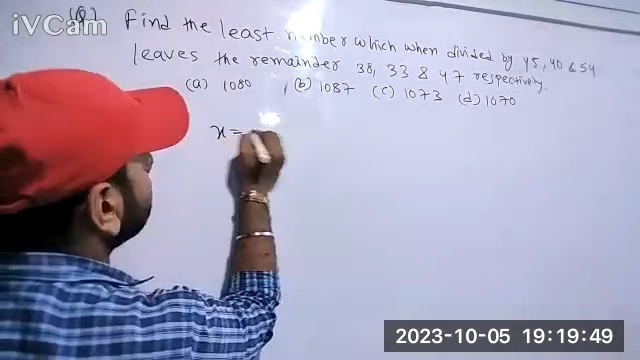 (Q) Find the least number which when divided by 45, 40 & 54
leaves the remainder 38, 33 & 47 respectively.
(a) 1080 , (b) 1087 (c) 1073 (d) 1070
x =
iVCam
2023-10-05 19:19:49